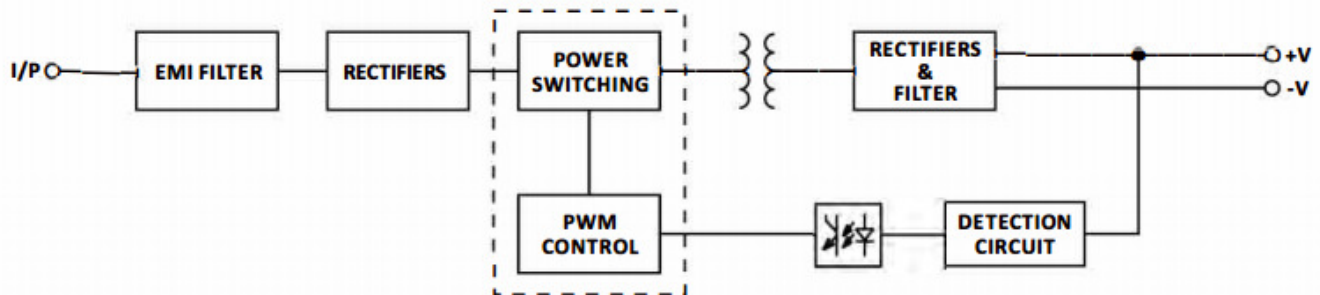 I/P
EMI FILTER
RECTIFIERS
POWER
SWITCHING
RECTIFIERS
&
FILTER
+V
-V
PWM
CONTROL
DETECTION
CIRCUIT